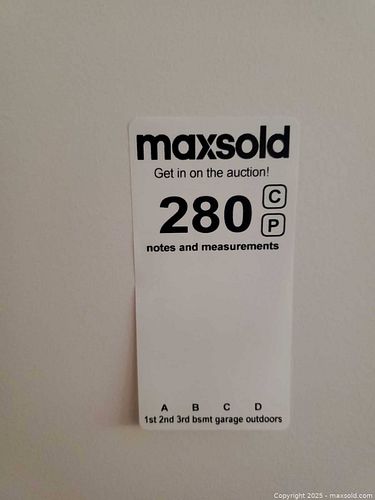 maxsold
Get in on the auction!
280 C
P
notes and measurements
A B C D
1st 2nd 3rd bsmt garage outdoors
Copyright 2025 - maxsold.com